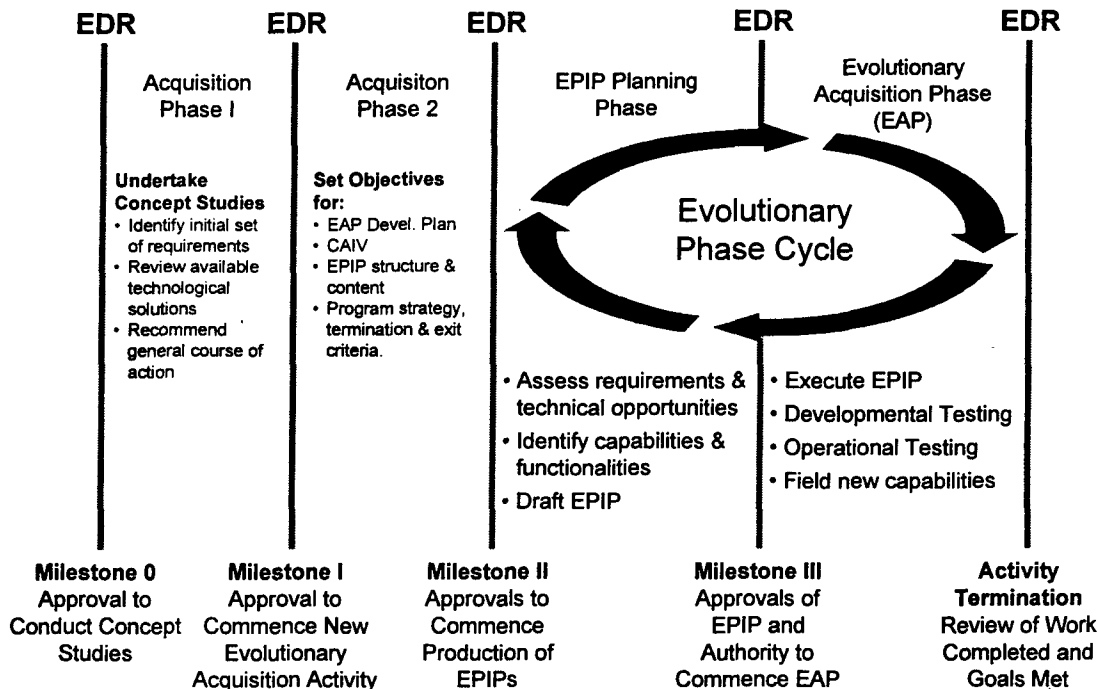 EDR
EDR
EDR
EDR
EDR
Acquisition
Phase I
Acquisiton
Phase 2
EPIP Planning
Phase
Evolutionary
Acquisition Phase
(EAP)
Undertake
Concept Studies
• Identify initial set
of requirements
• Review available
technological
solutions
• Recommend
general course of
action
Set Objectives
for:
• EAP Devel. Plan
• CAIV
• EPIP structure &
content
• Program strategy,
termination & exit
criteria.
Evolutionary
Phase Cycle
• Assess requirements &
technical opportunities
• Identify capabilities &
functionalities
• Draft EPIP
• Execute EPIP
• Developmental Testing
• Operational Testing
• Field new capabilities
Milestone 0
Approval to
Conduct Concept
Studies
Milestone I
Approval to
Commence New
Evolutionary
Acquisition Activity
Milestone II
Approvals to
Commence
Production of
EPIPs
Milestone III
Approvals of
EPIP and
Authority to
Commence EAP
Activity
Termination
Review of Work
Completed and
Goals Met